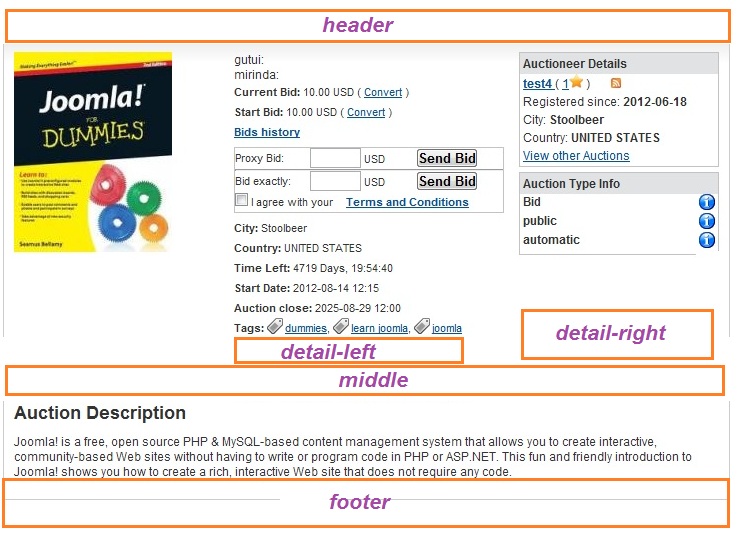 header
Making Everything Easier!
2nd Edition
Joomla!
FOR
DUMMIES
Learn to:
Seamus Bellamy
gutui:
mirinda:
Current Bid: 10.00 USD ( Convert )
Start Bid: 10.00 USD ( Convert )
Bids history
Proxy Bid: USD Send Bid
Bid exactly: USD Send Bid
I agree with your Terms and Conditions
City: Stoolbeer
Country: UNITED STATES
Time Left: 4719 Days, 19:54:40
Start Date: 2012-08-14 12:15
Auction close: 2025-08-29 12:00
Tags: dummies, learn joomla, joomla
Auctioneer Details
test4 ( 1 )
Registered since: 2012-06-18
City: Stoolbeer
Country: UNITED STATES
View other Auctions
Auction Type Info
Bid
public
automatic
detail-left
detail-right
middle
Auction Description
Joomla! is a free, open source PHP & MySQL-based content management system that allows you to create interactive,
community-based Web sites without having to write or program code in PHP or ASP.NET. This fun and friendly introduction to
Joomla! shows you how to create a rich, interactive Web site that does not require any code.
footer